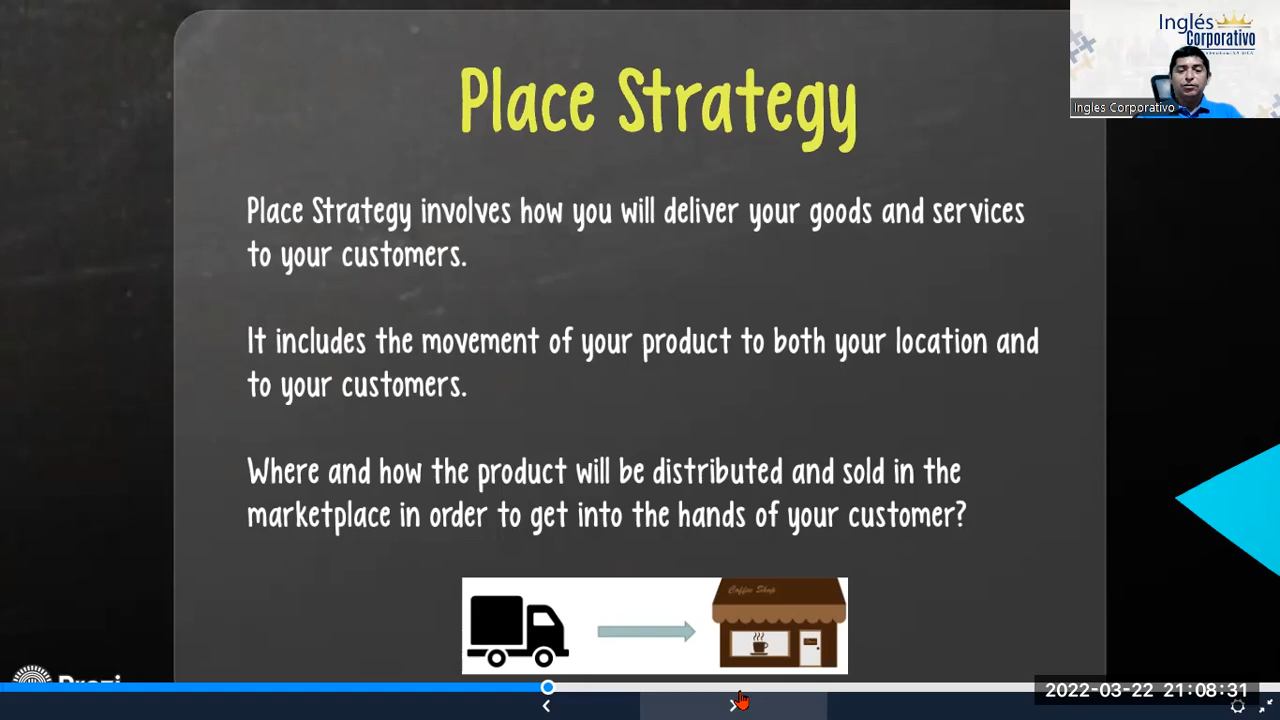 Inglés
Corporativo
Ingles Corporativo
Place Strategy
Place Strategy involves how you will deliver your goods and services
to your customers.
It includes the movement of your product to both your location and
to your customers.
Where and how the product will be distributed and sold in the
marketplace in order to get into the hands of your customer?
Coffee Shop
Prezi
2022-03-22 21:08:31